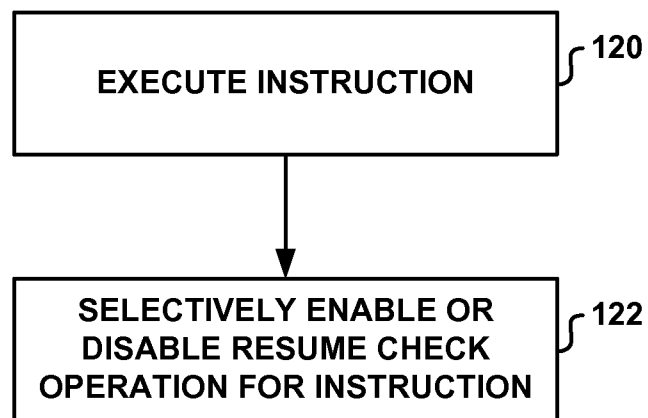 EXECUTE INSTRUCTION
120
SELECTIVELY ENABLE OR
DISABLE RESUME CHECK
OPERATION FOR INSTRUCTION
122